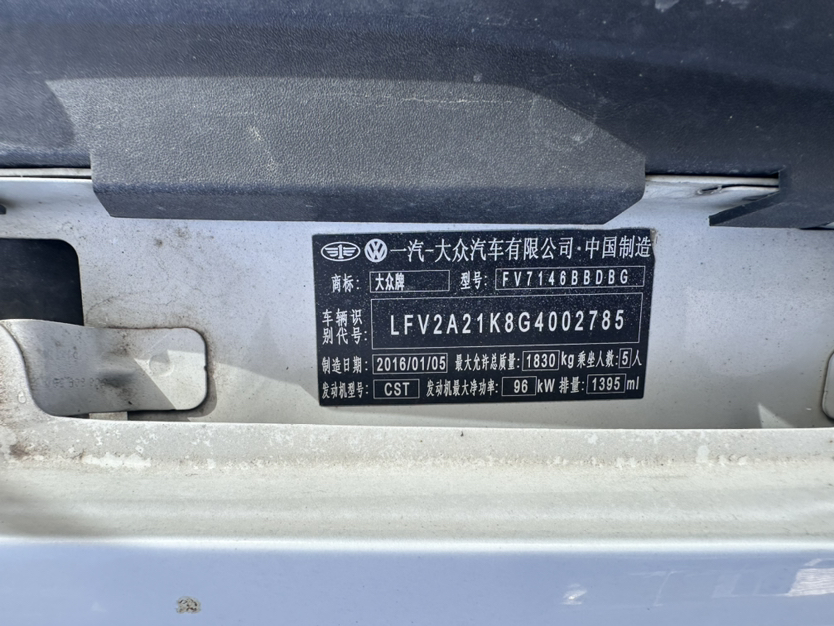 一汽-大众汽车有限公司·中国制造
商标: 大众牌 型号: FV7146BBDBG
车辆识别代号: LFV2A21K8G4002785
制造日期: 2016/01/05 最大允许总质量: 1830 kg 乘坐人数: 5 人
发动机型号: CST 发动机最大净功率: 96 kW 排量: 1395 ml